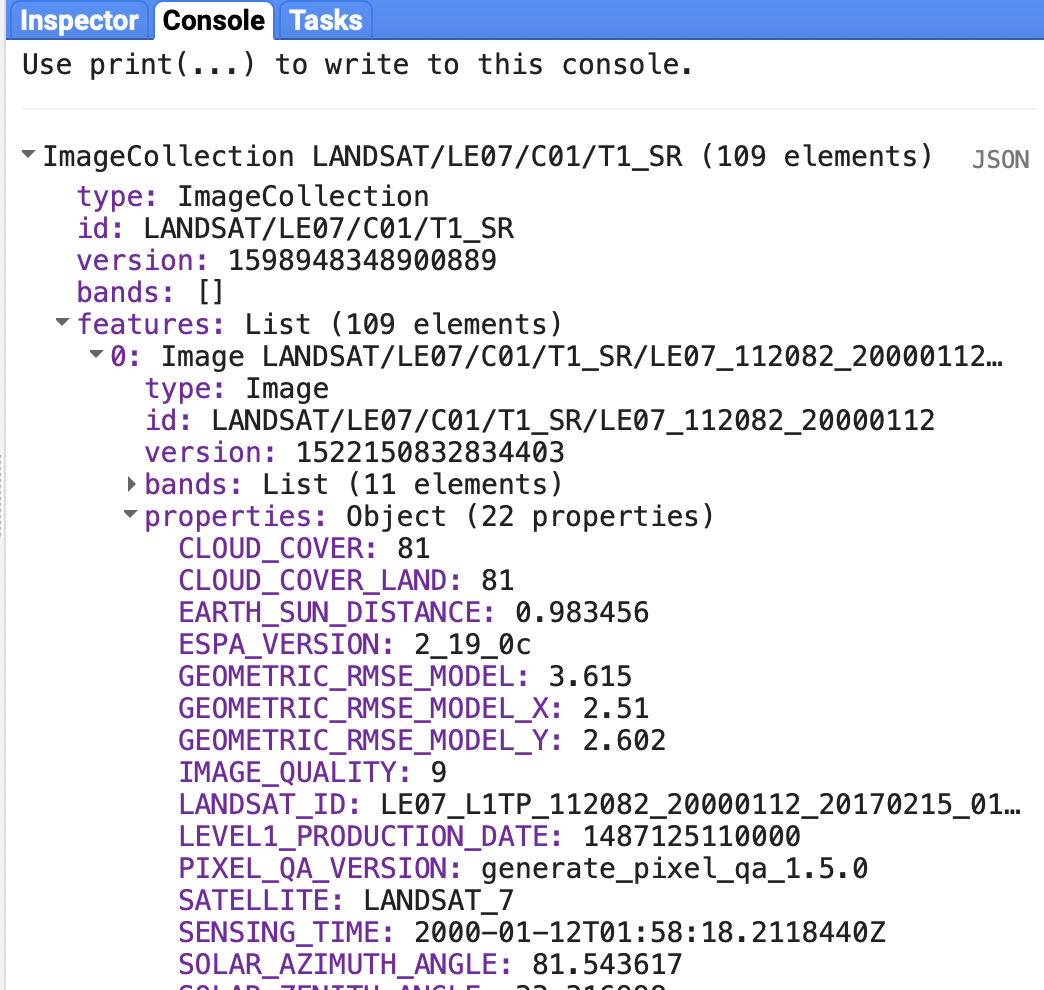 Inspector Console Tasks
Use print(...) to write to this console.
ImageCollection LANDSAT/LE07/C01/T1_SR (109 elements) JSON
type: ImageCollection
id: LANDSAT/LE07/C01/T1_SR
version: 1598948348900889
bands: []
features: List (109 elements)
0: Image LANDSAT/LE07/C01/T1_SR/LE07_112082_20000112…
type: Image
id: LANDSAT/LE07/C01/T1_SR/LE07_112082_20000112
version: 1522150832834403
bands: List (11 elements)
properties: Object (22 properties)
CLOUD_COVER: 81
CLOUD_COVER_LAND: 81
EARTH_SUN_DISTANCE: 0.983456
ESPA_VERSION: 2_19_0c
GEOMETRIC_RMSE_MODEL: 3.615
GEOMETRIC_RMSE_MODEL_X: 2.51
GEOMETRIC_RMSE_MODEL_Y: 2.602
IMAGE_QUALITY: 9
LANDSAT_ID: LE07_L1TP_112082_20000112_20170215_01…
LEVEL1_PRODUCTION_DATE: 1487125110000
PIXEL_QA_VERSION: generate_pixel_qa_1.5.0
SATELLITE: LANDSAT_7
SENSING_TIME: 2000-01-12T01:58:18.2118440Z
SOLAR_AZIMUTH_ANGLE: 81.543617
SOLAR_ZENITH_ANGLE: